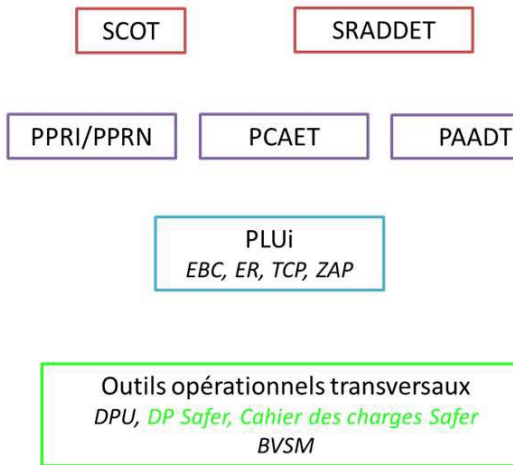 SCOT SRADDET
PPRI/PPRN PCAET PAADT
PLUi
EBC, ER, TCP, ZAP
Outils opérationnels transversaux
DPU, DP Safer, Cahier des charges Safer
BVSM